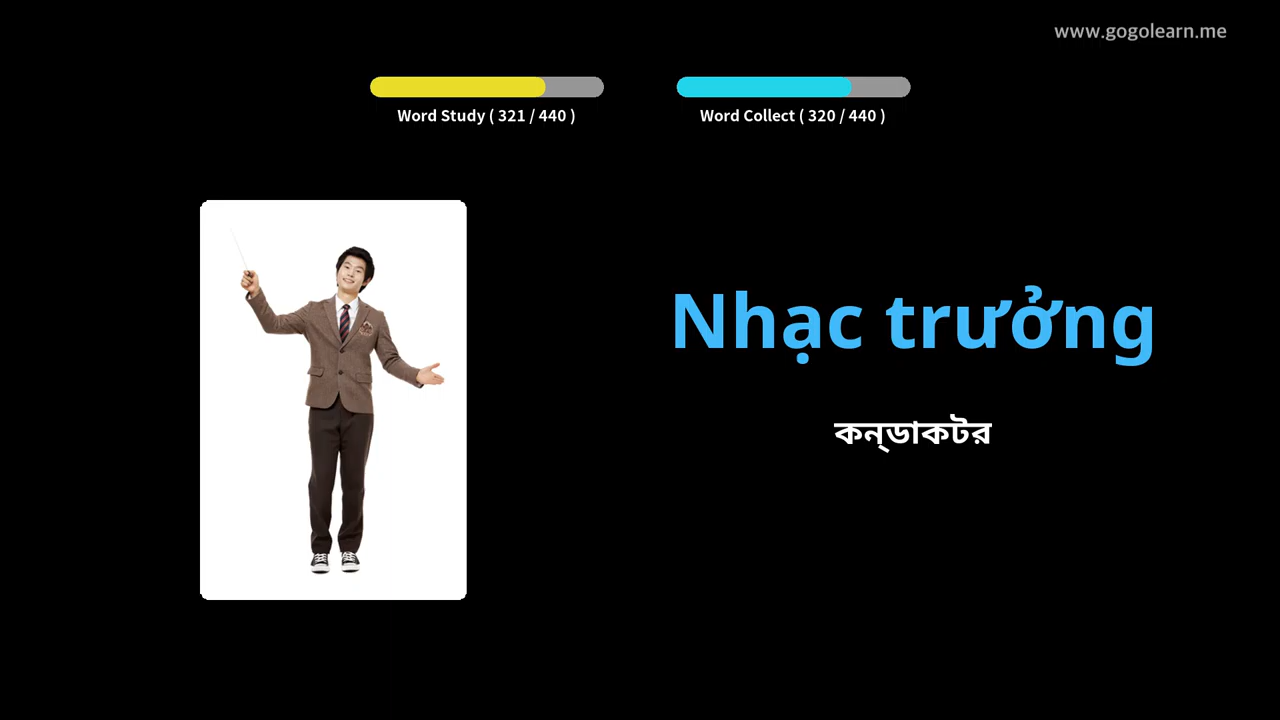 www.gogolearn.me
Word Study ( 321 / 440 )
Word Collect ( 320 / 440 )
Nhạc trưởng
কন্ডাকটর